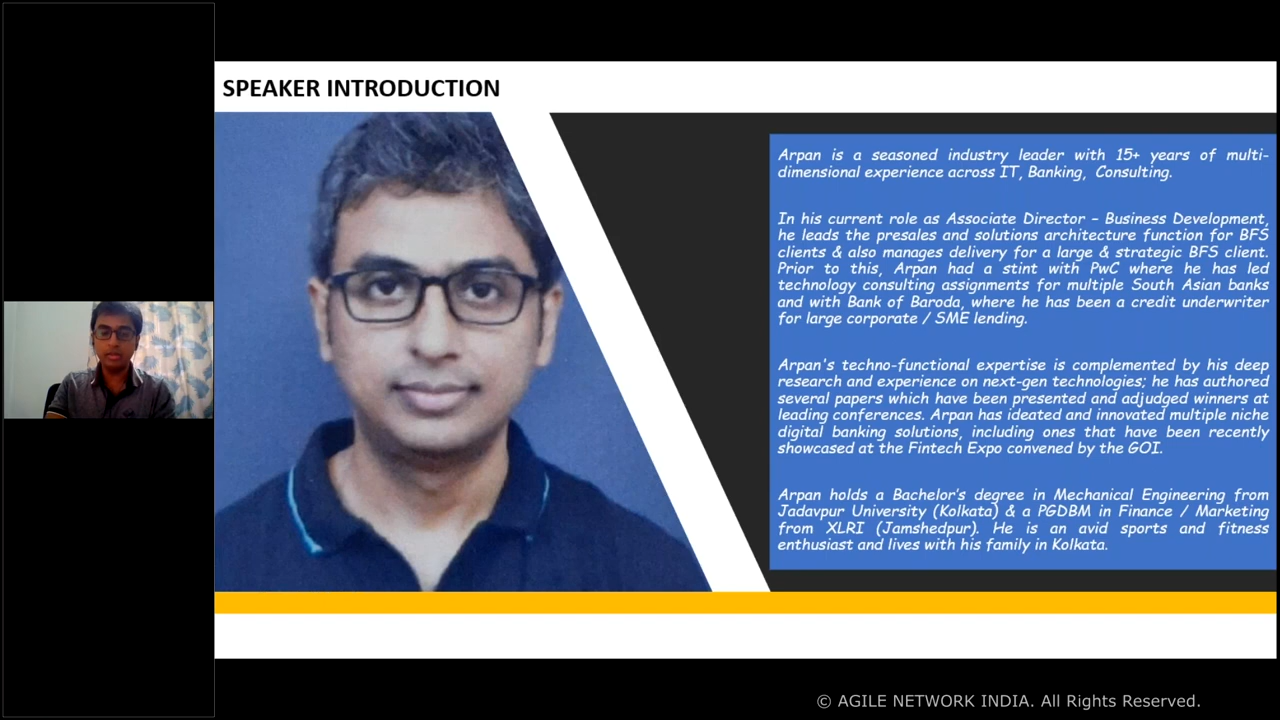 SPEAKER INTRODUCTION
Arpan is a seasoned industry leader with 15+ years of multi-
dimensional experience across IT, Banking, Consulting.
In his current role as Associate Director – Business Development,
he leads the presales and solutions architecture function for BFS
clients & also manages delivery for a large & strategic BFS client.
Prior to this, Arpan had a stint with PwC where he has led
technology consulting assignments for multiple South Asian banks
and with Bank of Baroda, where he has been a credit underwriter
for large corporate / SME lending.
Arpan's techno-functional expertise is complemented by his deep
research and experience on next-gen technologies; he has authored
several papers which have been presented and adjudged winners at
leading conferences. Arpan has ideated and innovated multiple niche
digital banking solutions, including ones that have been recently
showcased at the Fintech Expo convened by the GOI.
Arpan holds a Bachelor's degree in Mechanical Engineering from
Jadavpur University (Kolkata) & a PGDBM in Finance / Marketing
from XLRI (Jamshedpur). He is an avid sports and fitness
enthusiast and lives with his family in Kolkata.
© AGILE NETWORK INDIA. All Rights Reserved.